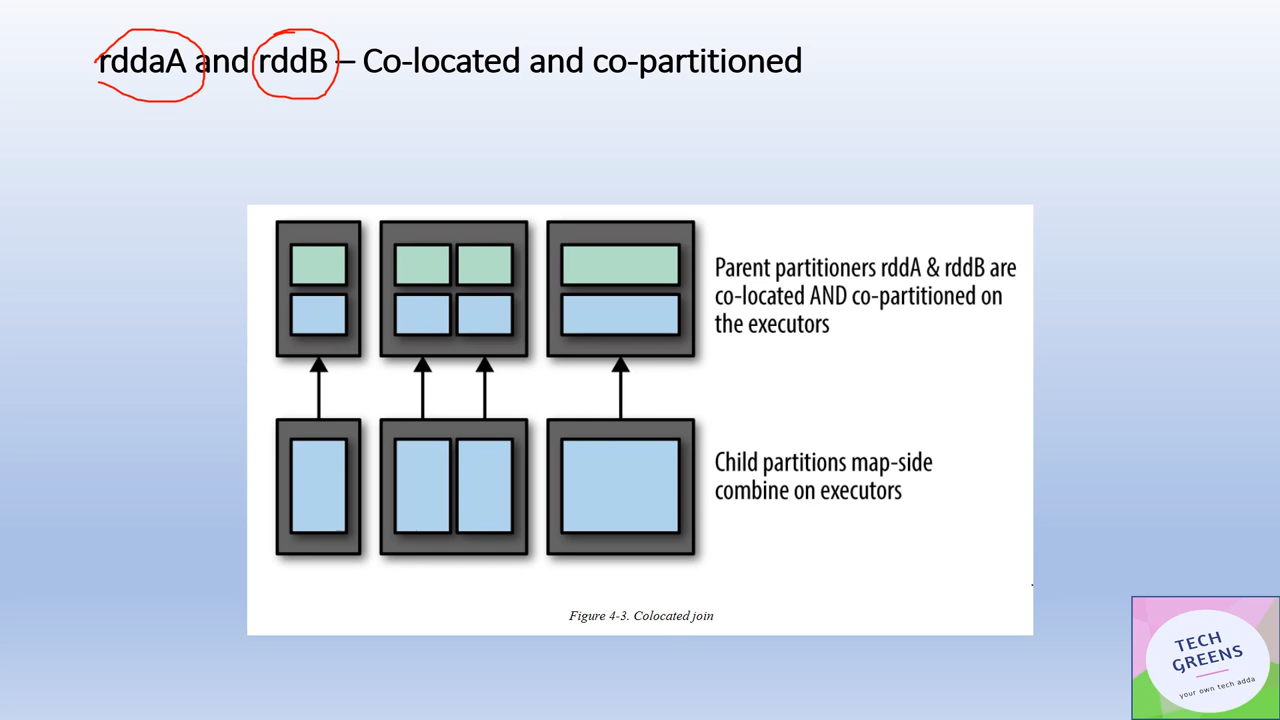 rddaA and rddB – Co-located and co-partitioned
Parent partitioners rddA & rddB are
co-located AND co-partitioned on
the executors
Child partitions map-side
combine on executors
Figure 4-3. Colocated join
TECH
GREENS
your own tech adda